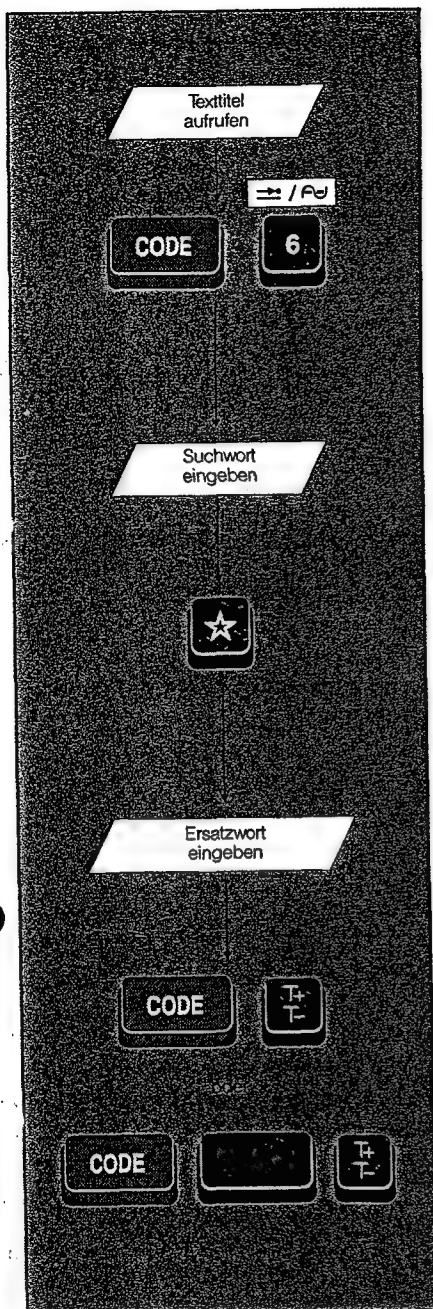 Texttitel
aufrufen
CODE 6
Suchwort
eingeben
☆
Ersatzwort
eingeben
CODE T+
T-
CODE T+
T-